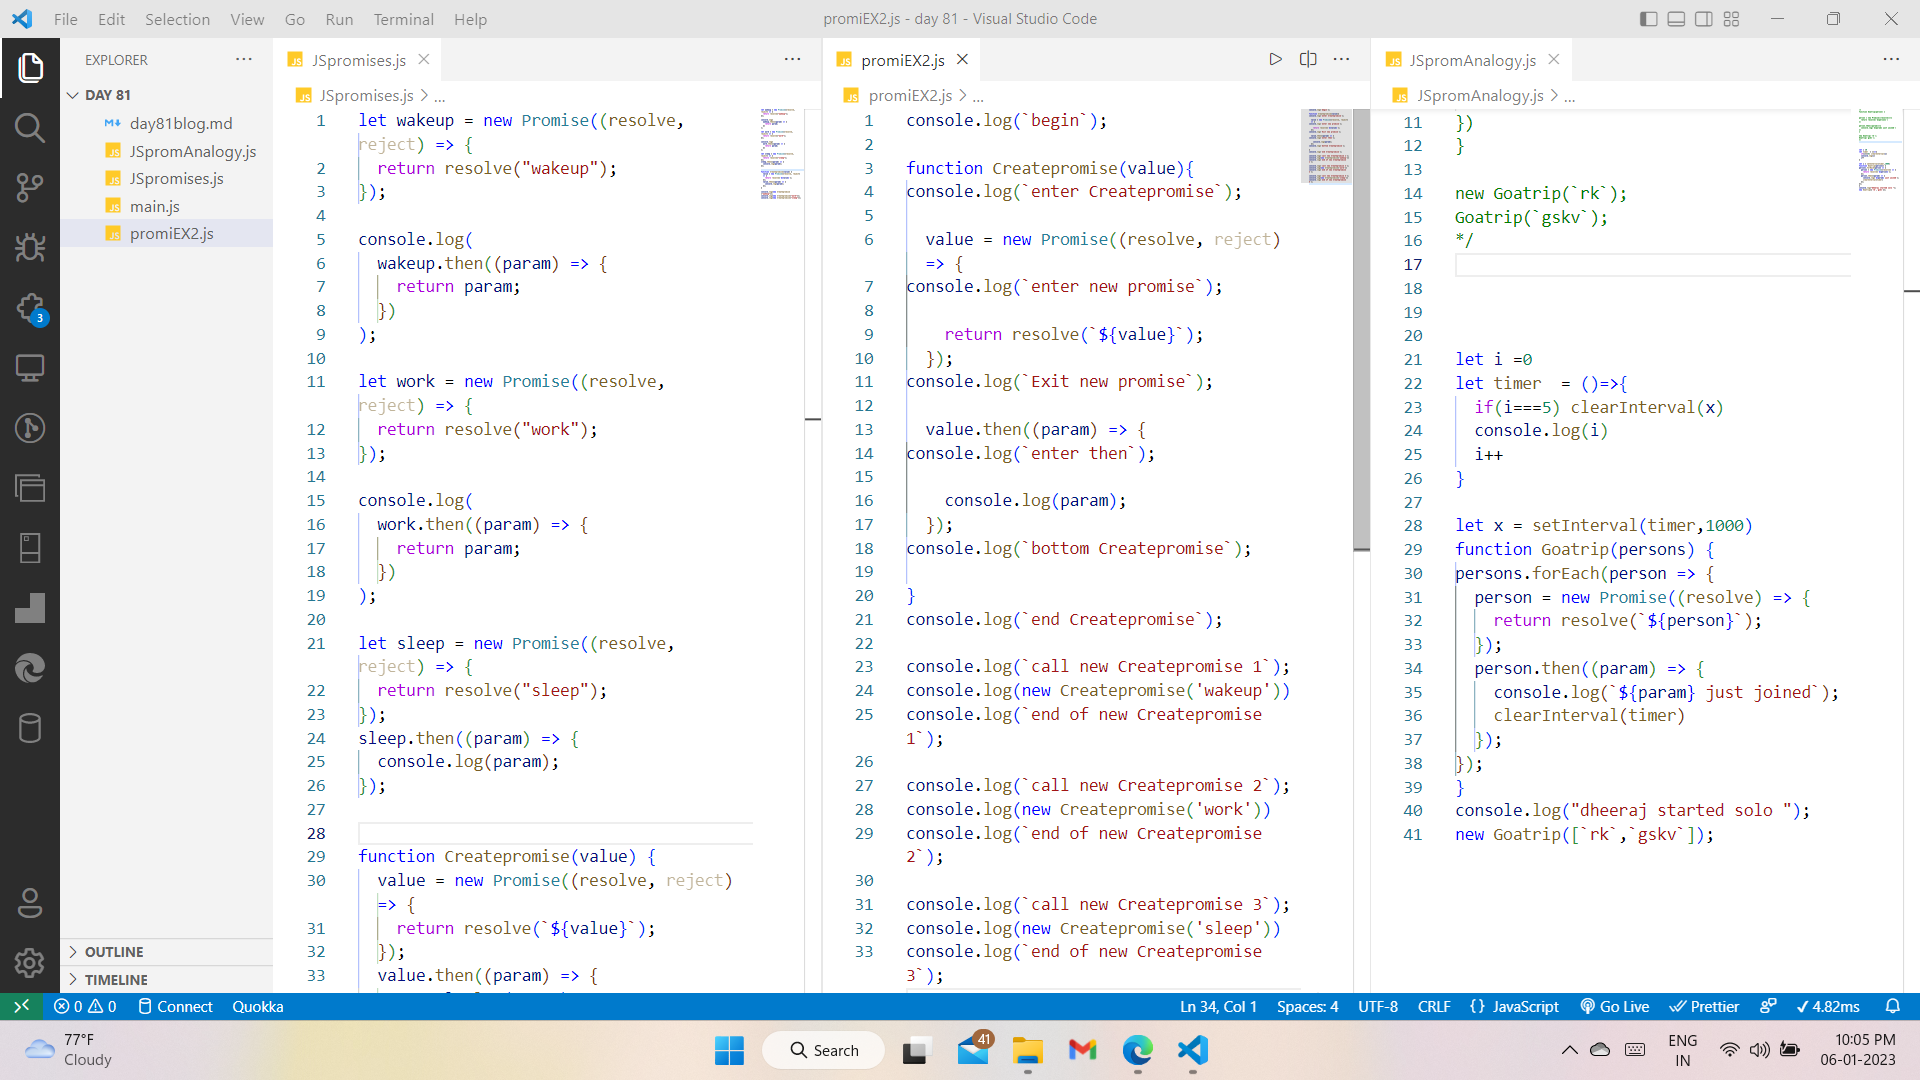 File Edit Selection View Go Run Terminal Help
promiEX2.js - day 81 - Visual Studio Code
EXPLORER
DAY 81
day81blog.md
JSpromAnalogy.js
JSpromises.js
main.js
promiEX2.js
OUTLINE
TIMELINE
3
JSpromises.js
JSpromises.js > ...
1 let wakeup = new Promise((resolve,
reject) => {
2 return resolve("wakeup");
3 });
4
5 console.log(
6 wakeup.then((param) => {
7 return param;
8 })
9 );
10
11 let work = new Promise((resolve,
reject) => {
12 return resolve("work");
13 });
14
15 console.log(
16 work.then((param) => {
17 return param;
18 })
19 );
20
21 let sleep = new Promise((resolve,
reject) => {
22 return resolve("sleep");
23 });
24 sleep.then((param) => {
25 console.log(param);
26 });
27
28
29 function Createpromise(value) {
30 value = new Promise((resolve, reject)
=> {
31 return resolve(`${value}`);
32 });
33 value.then((param) => {
promiEX2.js
promiEX2.js > ...
1 console.log(`begin`);
2
3 function Createpromise(value){
4 console.log(`enter Createpromise`);
5
6 value = new Promise((resolve, reject)
=> {
7 console.log(`enter new promise`);
8
9 return resolve(`${value}`);
10 });
11 console.log(`Exit new promise`);
12
13 value.then((param) => {
14 console.log(`enter then`);
15
16 console.log(param);
17 });
18 console.log(`bottom Createpromise`);
19
20 }
21 console.log(`end Createpromise`);
22
23 console.log(`call new Createpromise 1`);
24 console.log(new Createpromise('wakeup'))
25 console.log(`end of new Createpromise
1`);
26
27 console.log(`call new Createpromise 2`);
28 console.log(new Createpromise('work'))
29 console.log(`end of new Createpromise
2`);
30
31 console.log(`call new Createpromise 3`);
32 console.log(new Createpromise('sleep'))
33 console.log(`end of new Createpromise
3`);
JSpromAnalogy.js
JSpromAnalogy.js > ...
11 })
12 }
13
14 new Goatrip(`rk`);
15 Goatrip(`gskv`);
16 */
17
18
19
20
21 let i =0
22 let timer = ()=>{
23 if(i===5) clearInterval(x)
24 console.log(i)
25 i++
26 }
27
28 let x = setInterval(timer,1000)
29 function Goatrip(persons) {
30 persons.forEach(person => {
31 person = new Promise((resolve) => {
32 return resolve(`${person}`);
33 });
34 person.then((param) => {
35 console.log(`${param} just joined`);
36 clearInterval(timer)
37 });
38 });
39 }
40 console.log("dheeraj started solo ");
41 new Goatrip([`rk`,`gskv`]);
0 0 Connect Quokka
Ln 34, Col 1 Spaces: 4 UTF-8 CRLF {} JavaScript Go Live Prettier 4.82ms
77°F
Cloudy
Search
41
ENG
IN
10:05 PM
06-01-2023